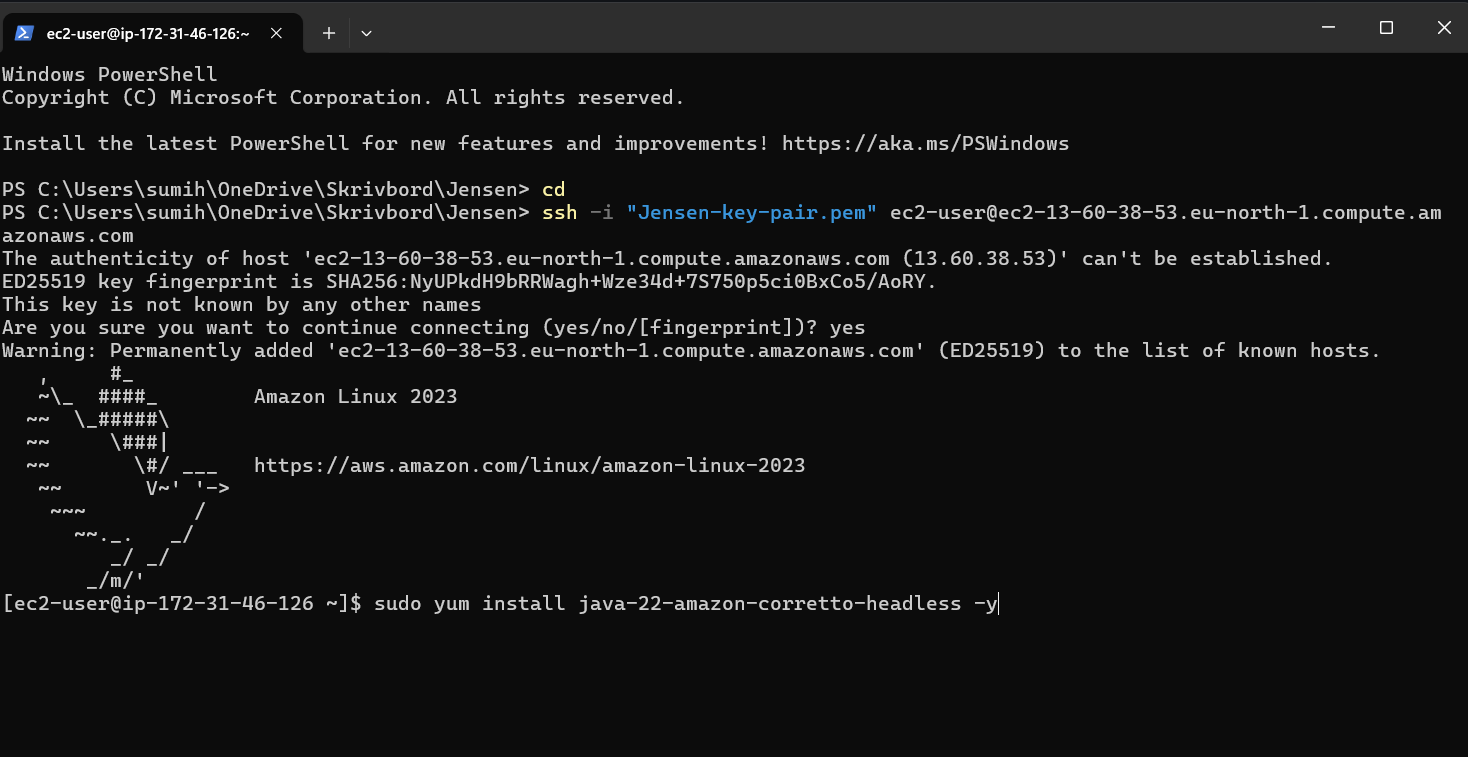 ec2-user@ip-172-31-46-126:~
Windows PowerShell
Copyright (C) Microsoft Corporation. All rights reserved.
Install the latest PowerShell for new features and improvements! https://aka.ms/PSWindows
PS C:\Users\sumih\OneDrive\Skrivbord\Jensen> cd
PS C:\Users\sumih\OneDrive\Skrivbord\Jensen> ssh -i "Jensen-key-pair.pem" ec2-user@ec2-13-60-38-53.eu-north-1.compute.am
azonaws.com
The authenticity of host 'ec2-13-60-38-53.eu-north-1.compute.amazonaws.com (13.60.38.53)' can't be established.
ED25519 key fingerprint is SHA256:NyUPkdH9bRRWagh+Wze34d+7S750p5ci0BxCo5/AoRY.
This key is not known by any other names
Are you sure you want to continue connecting (yes/no/[fingerprint])? yes
Warning: Permanently added 'ec2-13-60-38-53.eu-north-1.compute.amazonaws.com' (ED25519) to the list of known hosts.
   ,     #_
   ~\_  ####_        Amazon Linux 2023
  ~~  \_#####\
  ~~     \###|
  ~~       \#/ ___   https://aws.amazon.com/linux/amazon-linux-2023
   ~~       V~' '->
    ~~~         /
      ~~._.   _/
         _/ _/
       _/m/'
[ec2-user@ip-172-31-46-126 ~]$ sudo yum install java-22-amazon-corretto-headless -y